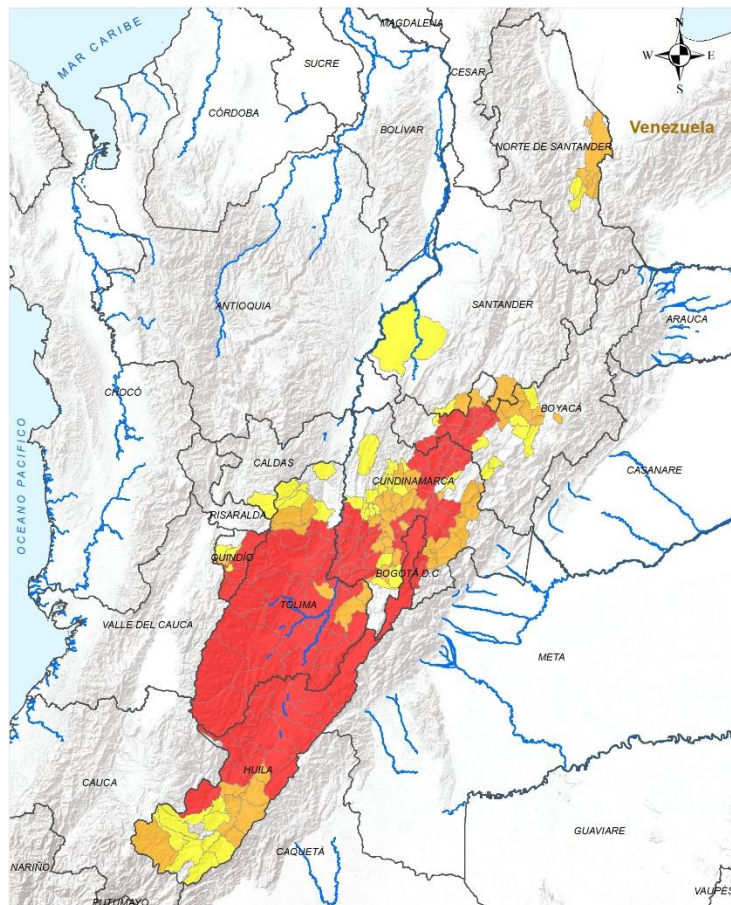 MAGDALENA
MAR CARIBE
SUCRE
CESAR
N
W E
S
CÓRDOBA
BOLÍVAR
Venezuela
NORTE DE SANTANDER
ANTIOQUIA
SANTANDER
ARAUCA
CHOCÓ
BOYACÁ
OCEANO PACIFICO
CALDAS
CUNDINAMARCA
CASANARE
RISARALDA
QUINDÍO
BOGOTÁ D.C
TOLIMA
VALLE DEL CAUCA
META
HUILA
CAUCA
GUAVIARE
CAQUETÁ
NARIÑO
PUTUMAYO
VAUPÉS